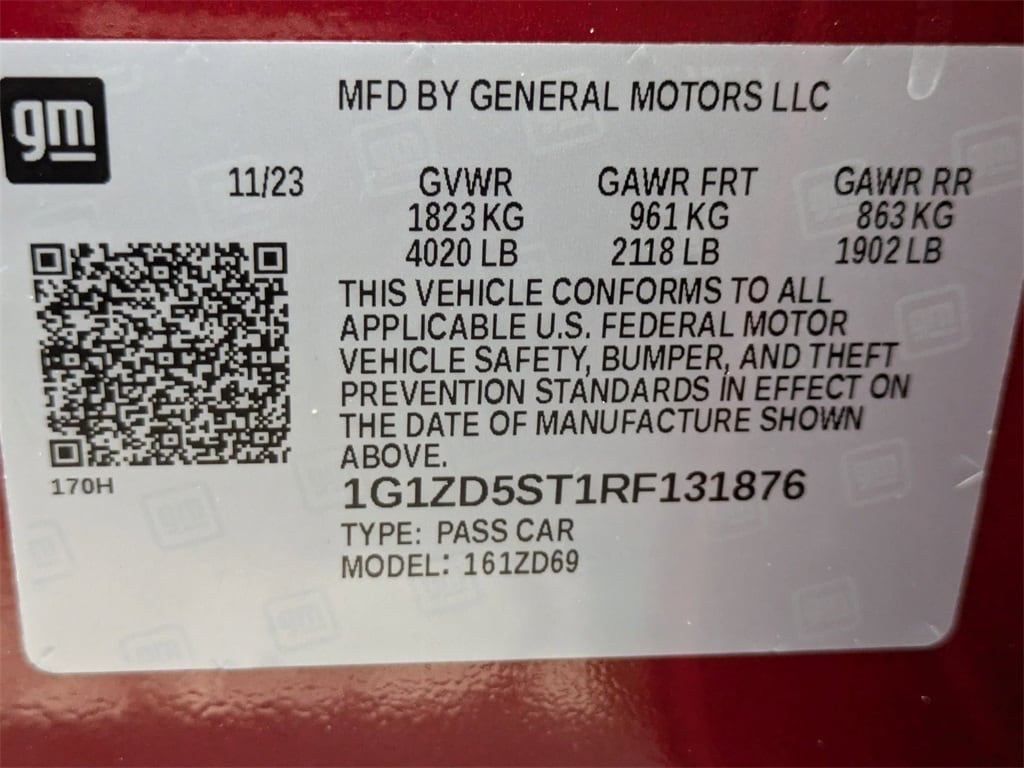 gm
MFD BY GENERAL MOTORS LLC
11/23 GVWR GAWR FRT GAWR RR
1823 KG 961 KG 863 KG
4020 LB 2118 LB 1902 LB
THIS VEHICLE CONFORMS TO ALL
APPLICABLE U.S. FEDERAL MOTOR
VEHICLE SAFETY, BUMPER, AND THEFT
PREVENTION STANDARDS IN EFFECT ON
THE DATE OF MANUFACTURE SHOWN
ABOVE.
170H
1G1ZD5ST1RF131876
TYPE: PASS CAR
MODEL: 161ZD69